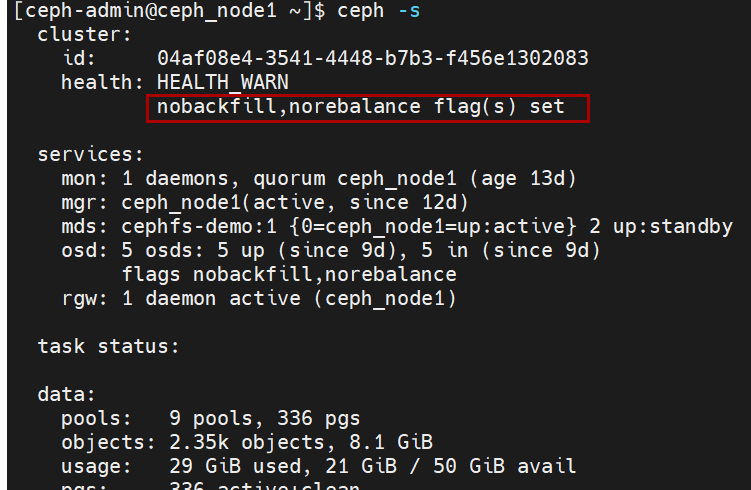 [ceph-admin@ceph_node1 ~]$ ceph -s
cluster:
id: 04af08e4-3541-4448-b7b3-f456e1302083
health: HEALTH_WARN
nobackfill,norebalance flag(s) set
services:
mon: 1 daemons, quorum ceph_node1 (age 13d)
mgr: ceph_node1(active, since 12d)
mds: cephfs-demo:1 {0=ceph_node1=up:active} 2 up:standby
osd: 5 osds: 5 up (since 9d), 5 in (since 9d)
flags nobackfill,norebalance
rgw: 1 daemon active (ceph_node1)
task status:
data:
pools: 9 pools, 336 pgs
objects: 2.35k objects, 8.1 GiB
usage: 29 GiB used, 21 GiB / 50 GiB avail
pgs: 336 active+clean